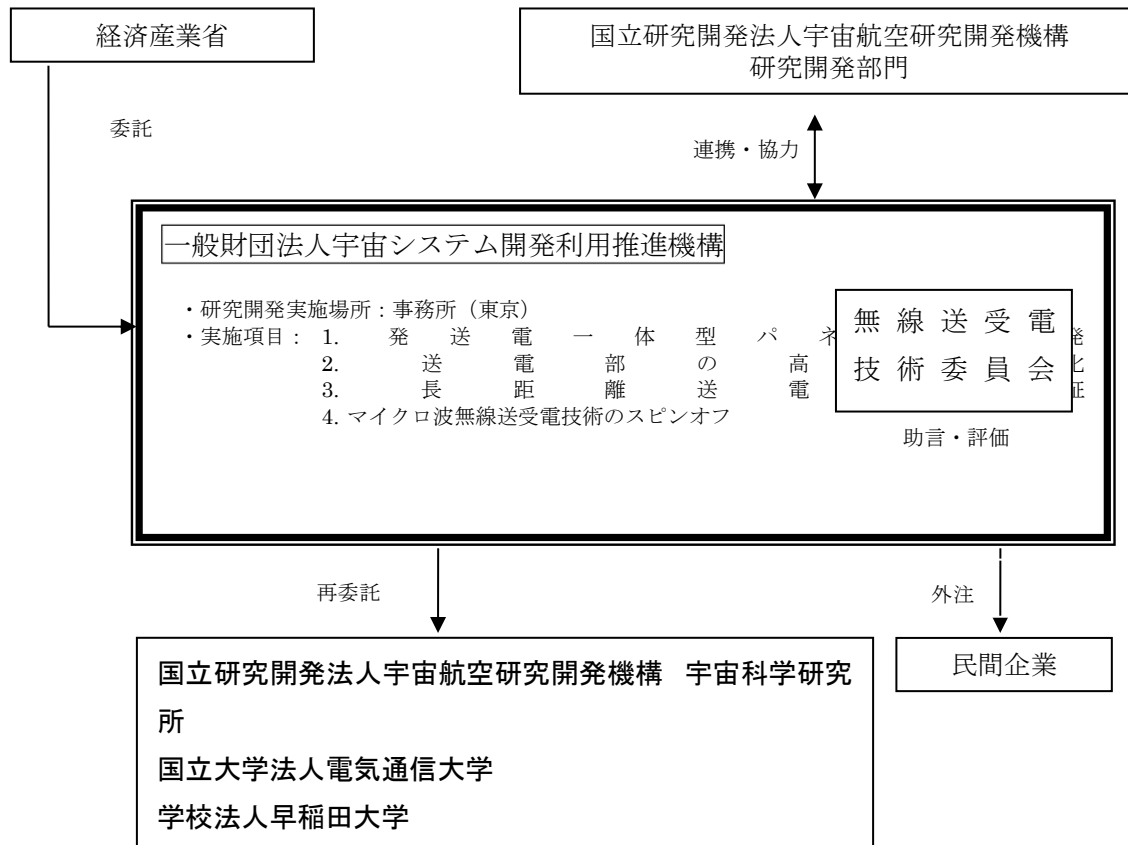 経済産業省
国立研究開発法人宇宙航空研究開発機構
研究開発部門
委託
連携・協力
一般財団法人宇宙システム開発利用推進機構
・研究開発実施場所：事務所（東京）
・実施項目： 1. 発送電一体型パネ 発
2. 送電部の高 化
3. 長距離送電 証
4. マイクロ波無線送受電技術のスピンオフ
無線送受電
技術委員会
助言・評価
再委託
外注
国立研究開発法人宇宙航空研究開発機構　宇宙科学研究
所
国立大学法人電気通信大学
学校法人早稲田大学
民間企業